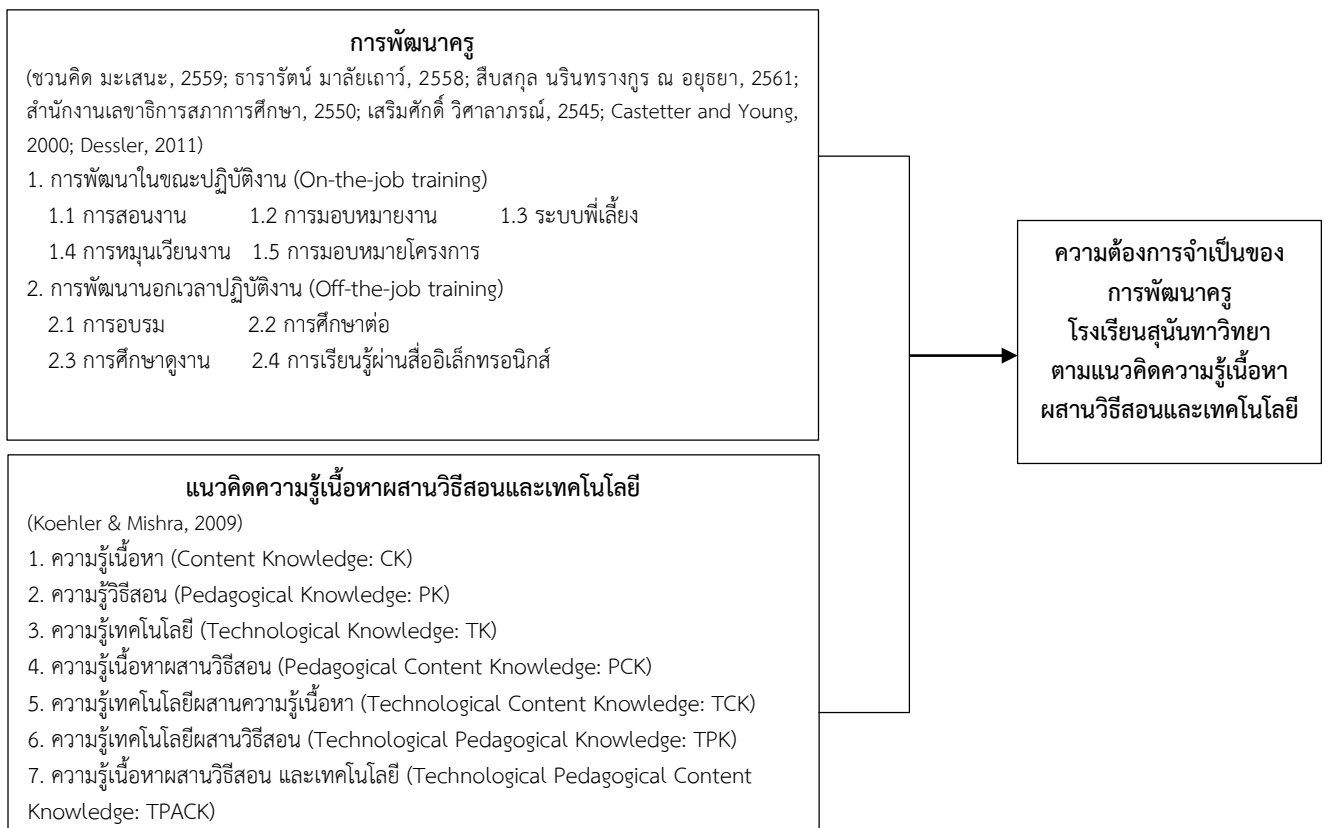 การพัฒนาครู
(ชวนคิด มะเสนะ, 2559; ธารารัตน์ มาลัยเถาว์, 2558; สืบสกุล นรินทรางกูร ณ อยุธยา, 2561;
สำนักงานเลขาธิการสภาการศึกษา, 2550; เสริมศักดิ์ วิศาลาภรณ์, 2545; Castetter and Young,
2000; Dessler, 2011)
1. การพัฒนาในขณะปฏิบัติงาน (On-the-job training)
1.1 การสอนงาน 1.2 การมอบหมายงาน 1.3 ระบบพี่เลี้ยง
1.4 การหมุนเวียนงาน 1.5 การมอบหมายโครงการ
2. การพัฒนานอกเวลาปฏิบัติงาน (Off-the-job training)
2.1 การอบรม 2.2 การศึกษาต่อ
2.3 การศึกษาดูงาน 2.4 การเรียนรู้ผ่านสื่ออิเล็กทรอนิกส์
แนวคิดความรู้เนื้อหาผสานวิธีสอนและเทคโนโลยี
(Koehler & Mishra, 2009)
1. ความรู้เนื้อหา (Content Knowledge: CK)
2. ความรู้วิธีสอน (Pedagogical Knowledge: PK)
3. ความรู้เทคโนโลยี (Technological Knowledge: TK)
4. ความรู้เนื้อหาผสานวิธีสอน (Pedagogical Content Knowledge: PCK)
5. ความรู้เทคโนโลยีผสานความรู้เนื้อหา (Technological Content Knowledge: TCK)
6. ความรู้เทคโนโลยีผสานวิธีสอน (Technological Pedagogical Knowledge: TPK)
7. ความรู้เนื้อหาผสานวิธีสอน และเทคโนโลยี (Technological Pedagogical Content
Knowledge: TPACK)
ความต้องการจำเป็นของ
การพัฒนาครู
โรงเรียนสุนันทาวิทยา
ตามแนวคิดความรู้เนื้อหา
ผสานวิธีสอนและเทคโนโลยี